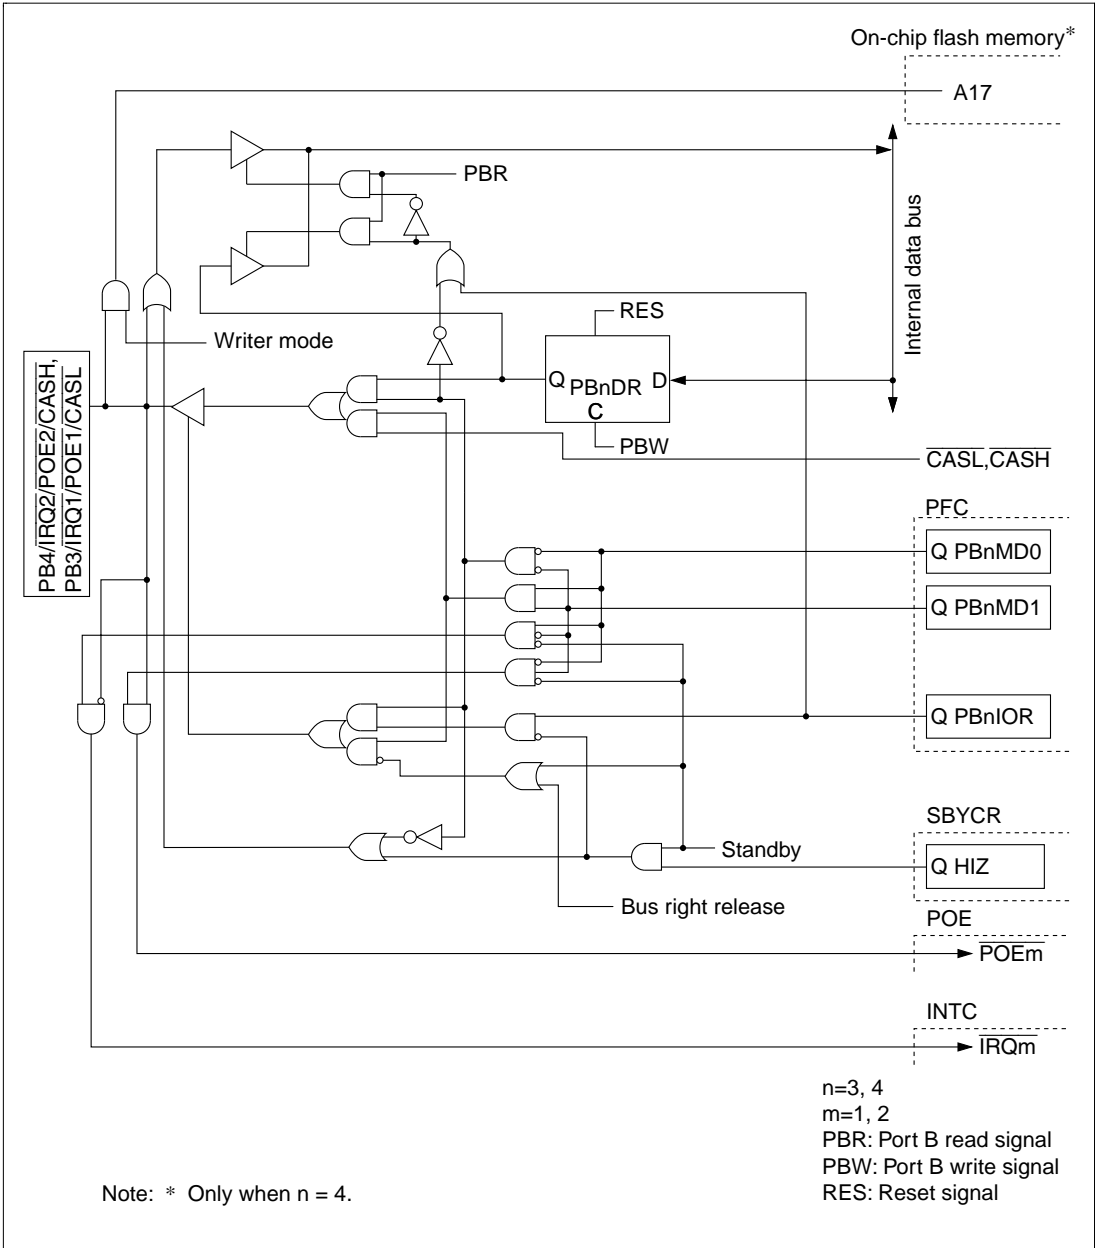 On-chip flash memory*
A17
PBR
Internal data bus
RES
Writer mode
Q PBnDR D
C
PBW
PB4/IRQ2/POE2/CASH,
PB3/IRQ1/POE1/CASL
CASL,CASH
PFC
Q PBnMD0
Q PBnMD1
Q PBnIOR
SBYCR
Standby
Q HIZ
Bus right release
POE
POEm
INTC
IRQm
n=3, 4
m=1, 2
PBR: Port B read signal
PBW: Port B write signal
RES: Reset signal
Note: * Only when n = 4.